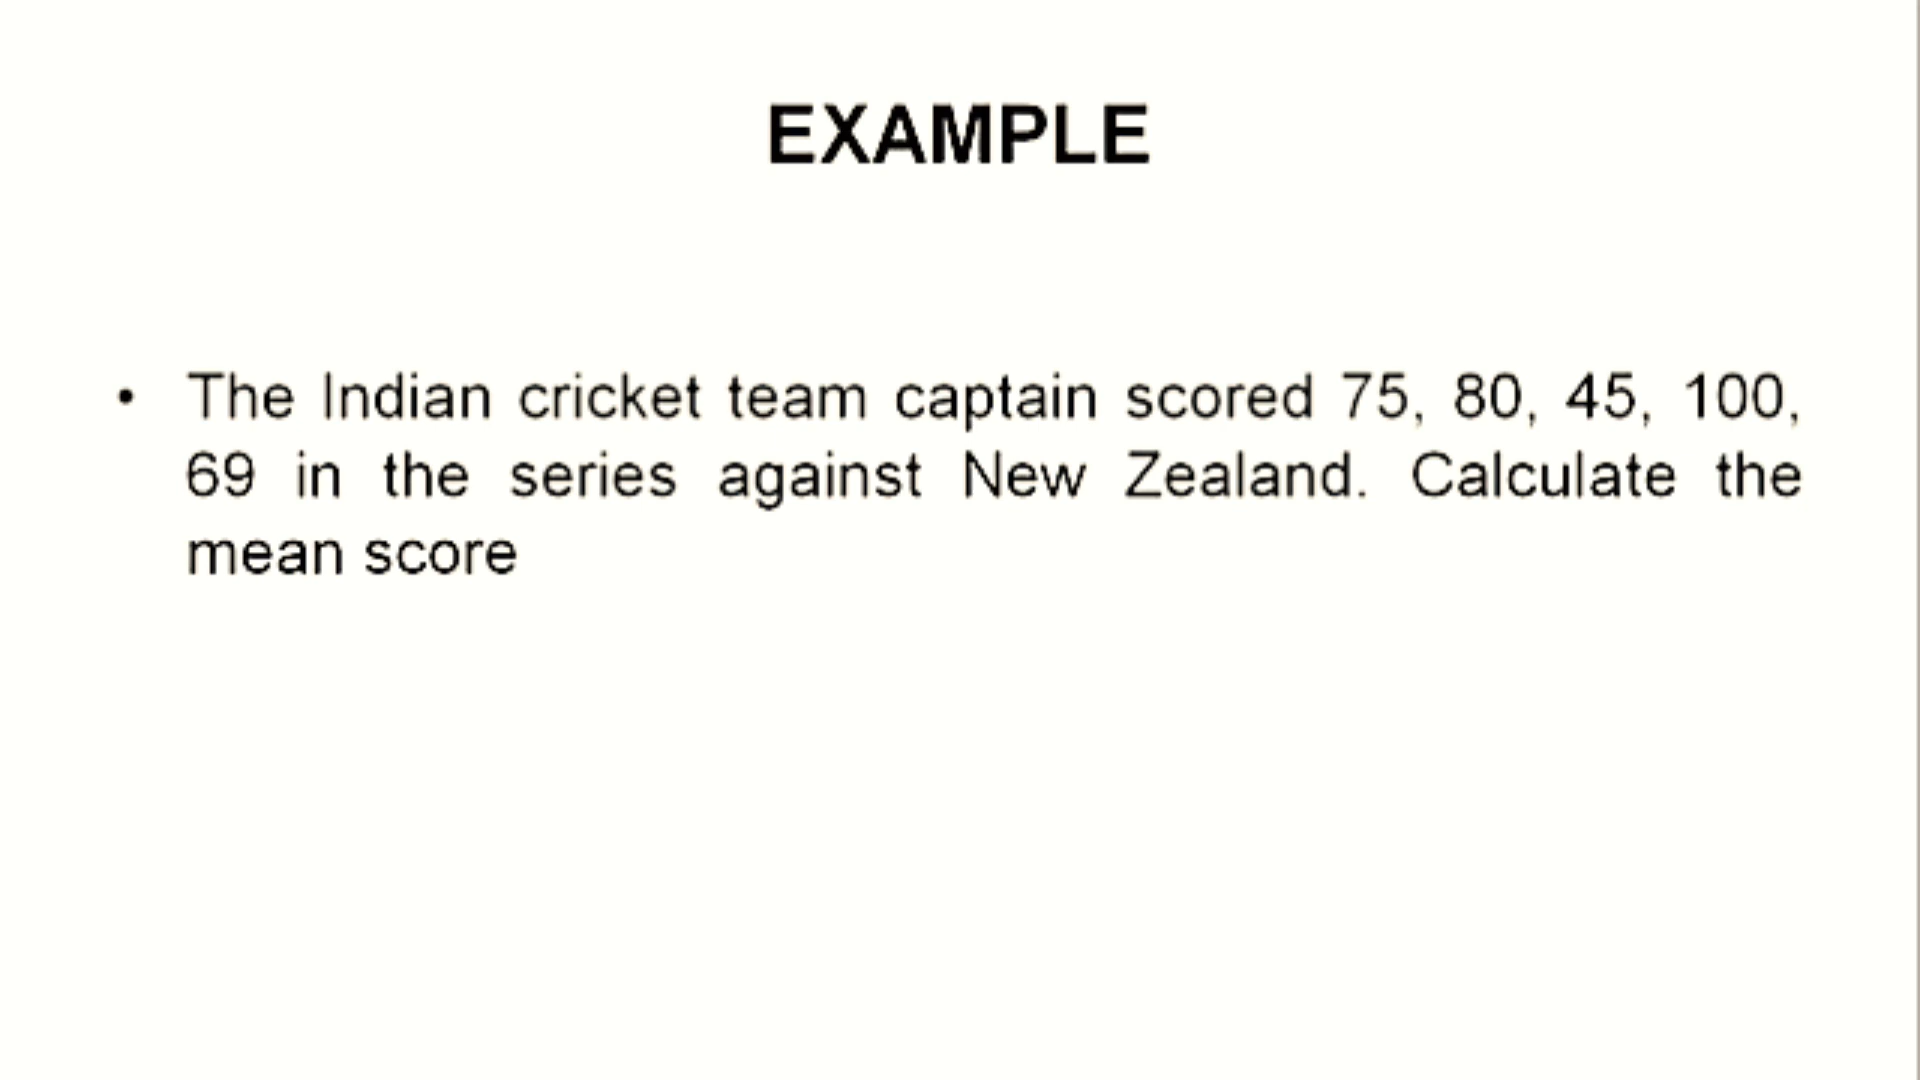 EXAMPLE
• The Indian cricket team captain scored 75, 80, 45, 100,
69 in the series against New Zealand. Calculate the
mean score